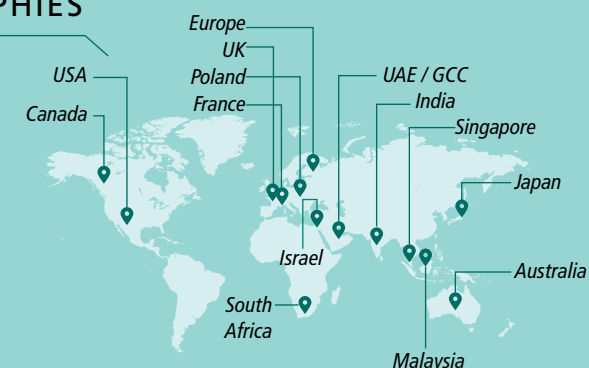 PHIES
Europe
UK
USA
Poland
UAE / GCC
Canada
France
India
Singapore
Japan
Israel
Australia
South
Africa
Malaysia